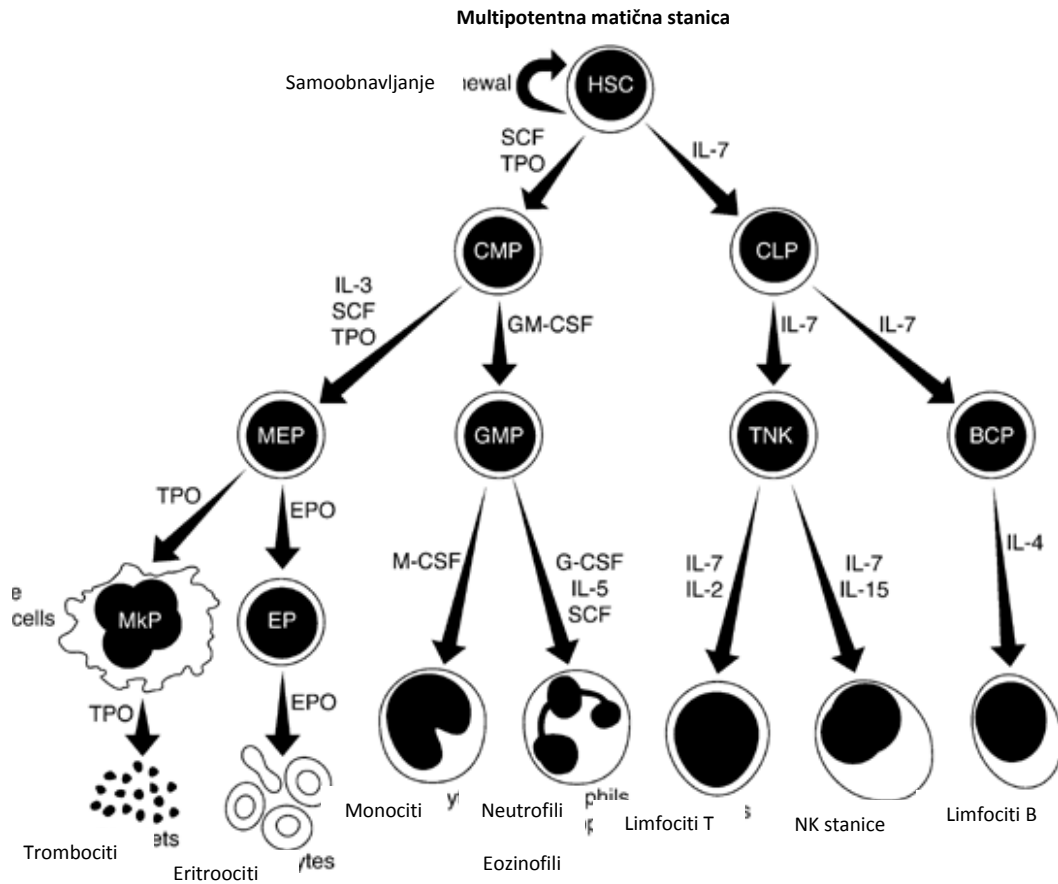 Multipotentna matična stanica
Samoobnavljanje
HSC
SCF
TPO
IL-7
CMP
CLP
IL-3
SCF
TPO
GM-CSF
IL-7
IL-7
MEP
GMP
TNK
BCP
TPO
EPO
M-CSF
G-CSF
IL-5
SCF
IL-7
IL-2
IL-7
IL-15
IL-4
cells
MkP
EP
TPO
EPO
Trombociti
Eritroociti
Monociti
Neutrofili
Eozinofili
Limfociti T
NK stanice
Limfociti B